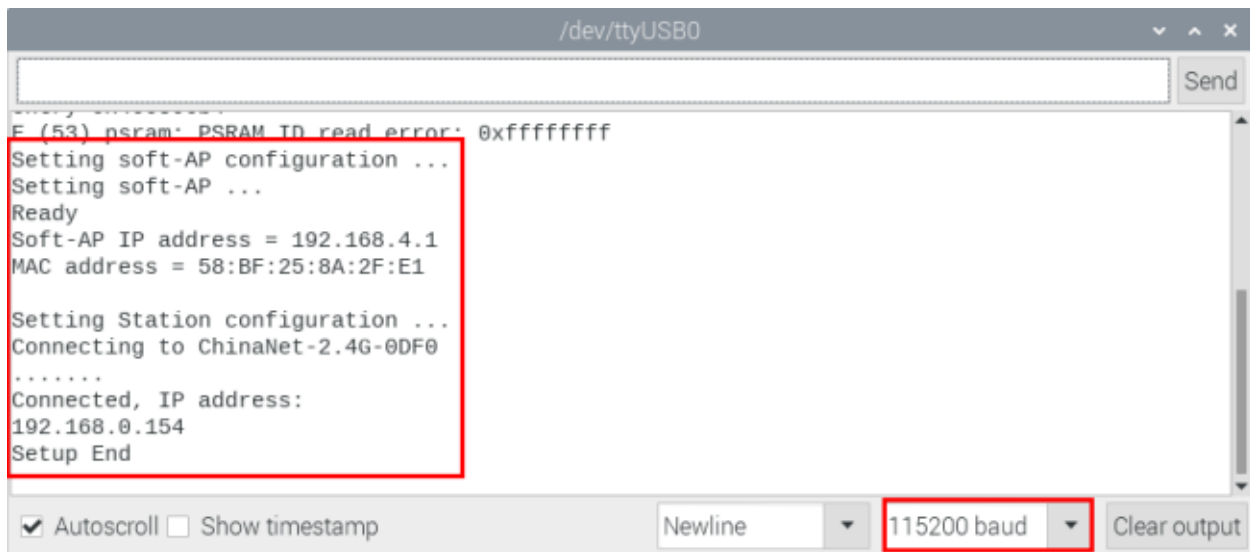 /dev/ttyUSB0
Send
E (53) psram: PSRAM ID read error: 0xffffffff
Setting soft-AP configuration ...
Setting soft-AP ...
Ready
Soft-AP IP address = 192.168.4.1
MAC address = 58:BF:25:8A:2F:E1
Setting Station configuration ...
Connecting to ChinaNet-2.4G-0DF0
.......
Connected, IP address:
192.168.0.154
Setup End
Autoscroll Show timestamp Newline 115200 baud Clear output